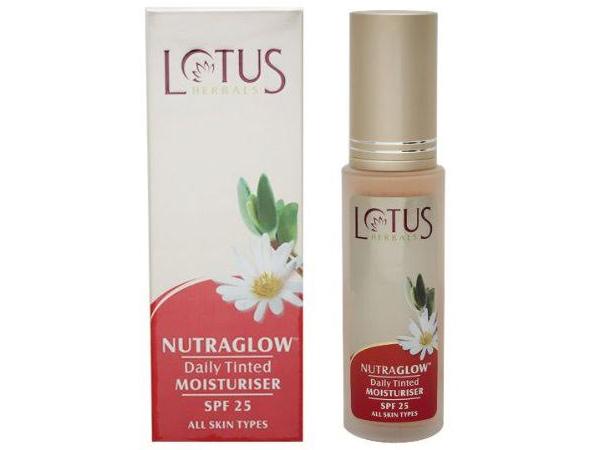 LOTUS
HERBALS
NUTRAGLOW™
Daily Tinted
MOISTURISER
SPF 25
ALL SKIN TYPES
LOTUS
HERBALS
NUTRAGLOW™
Daily Tinted
MOISTURISER
SPF 25
ALL SKIN TYPES